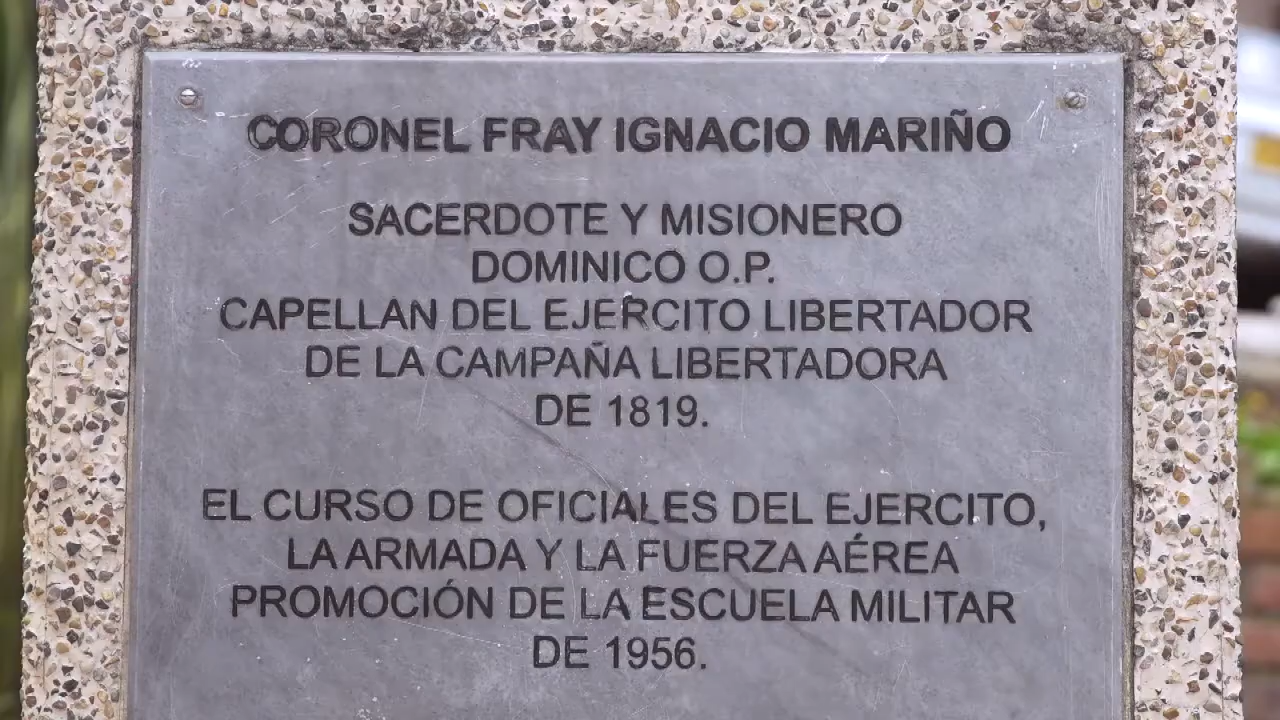 CORONEL FRAY IGNACIO MARIÑO
SACERDOTE Y MISIONERO
DOMINICO O.P.
CAPELLAN DEL EJERCITO LIBERTADOR
DE LA CAMPAÑA LIBERTADORA
DE 1819.
EL CURSO DE OFICIALES DEL EJERCITO,
LA ARMADA Y LA FUERZA AÉREA
PROMOCIÓN DE LA ESCUELA MILITAR
DE 1956.